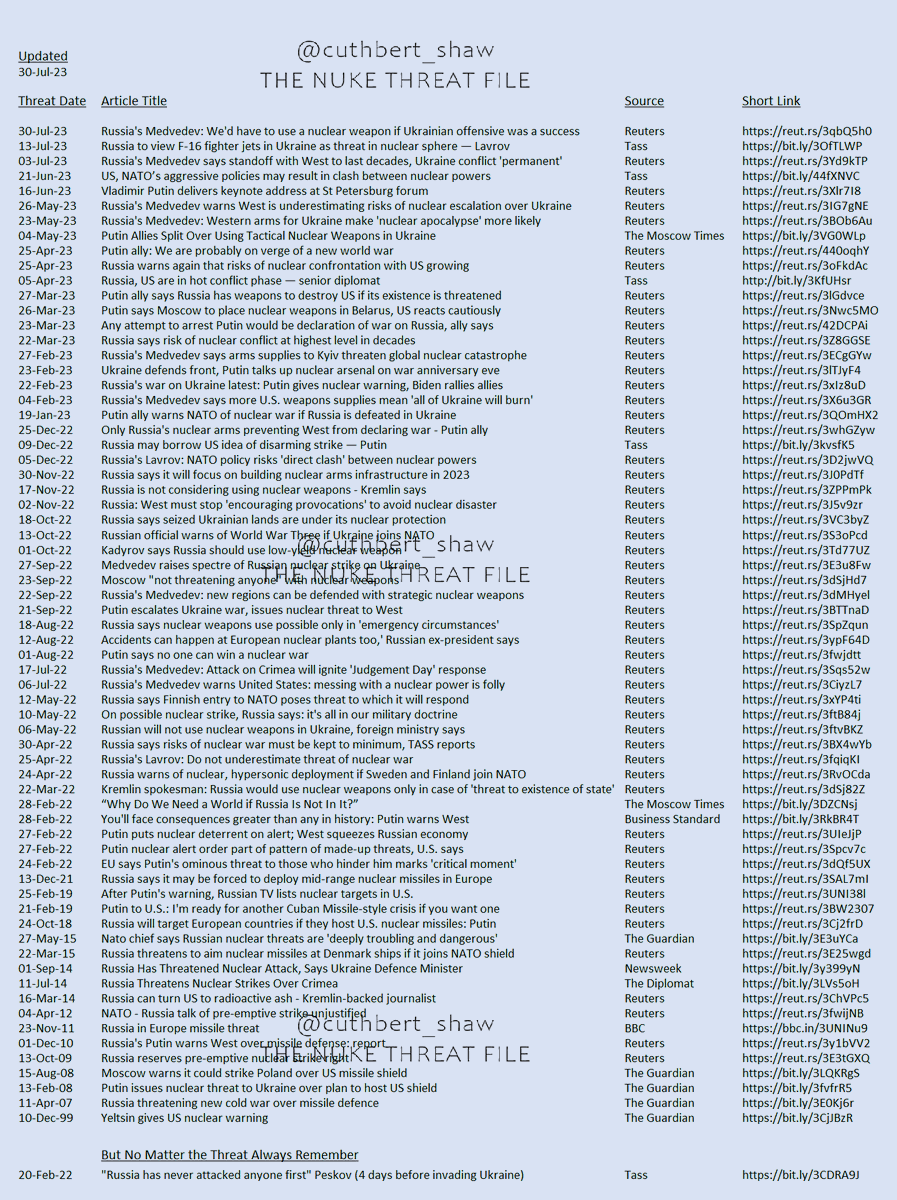 @cuthbert_shaw
Updated
30-Jul-23
THE NUKE THREAT FILE
Threat Date Article Title Source Short Link
30-Jul-23 Russia's Medvedev: We'd have to use a nuclear weapon if Ukrainian offensive was a success Reuters https://reut.rs/3qbQ5h0
13-Jul-23 Russia to view F-16 fighter jets in Ukraine as threat in nuclear sphere — Lavrov Tass https://bit.ly/3OfTLWP
03-Jul-23 Russia's Medvedev says standoff with West to last decades, Ukraine conflict 'permanent' Reuters https://reut.rs/3Yd9kTP
21-Jun-23 US, NATO's aggressive policies may result in clash between nuclear powers Tass https://bit.ly/44fXNVC
16-Jun-23 Vladimir Putin delivers keynote address at St Petersburg forum Reuters https://reut.rs/3Xlr7I8
26-May-23 Russia's Medvedev warns West is underestimating risks of nuclear escalation over Ukraine Reuters https://reut.rs/3IG7gNE
23-May-23 Russia's Medvedev: Western arms for Ukraine make 'nuclear apocalypse' more likely Reuters https://reut.rs/3BOb6Au
04-May-23 Putin Allies Split Over Using Tactical Nuclear Weapons in Ukraine The Moscow Times https://bit.ly/3VG0WLp
25-Apr-23 Putin ally: We are probably on verge of a new world war Reuters https://reut.rs/440oqhY
25-Apr-23 Russia warns again that risks of nuclear confrontation with US growing Reuters https://reut.rs/3oFkdAc
05-Apr-23 Russia, US are in hot conflict phase — senior diplomat Tass http://bit.ly/3KfUHsr
27-Mar-23 Putin ally says Russia has weapons to destroy US if its existence is threatened Reuters https://reut.rs/3lGdvce
26-Mar-23 Putin says Moscow to place nuclear weapons in Belarus, US reacts cautiously Reuters https://reut.rs/3Nwc5MO
23-Mar-23 Any attempt to arrest Putin would be declaration of war on Russia, ally says Reuters https://reut.rs/42DCPAi
22-Mar-23 Russia says risk of nuclear conflict at highest level in decades Reuters https://reut.rs/3Z8GGSE
27-Feb-23 Russia's Medvedev says arms supplies to Kyiv threaten global nuclear catastrophe Reuters https://reut.rs/3ECgGYw
23-Feb-23 Ukraine defends front, Putin talks up nuclear arsenal on war anniversary eve Reuters https://reut.rs/3lTJyF4
22-Feb-23 Russia's war on Ukraine latest: Putin gives nuclear warning, Biden rallies allies Reuters https://reut.rs/3xIz8uD
04-Feb-23 Russia's Medvedev says more U.S. weapons supplies mean 'all of Ukraine will burn' Reuters https://reut.rs/3X6u3GR
19-Jan-23 Putin ally warns NATO of nuclear war if Russia is defeated in Ukraine Reuters https://reut.rs/3QOmHX2
25-Dec-22 Only Russia's nuclear arms preventing West from declaring war - Putin ally Reuters https://reut.rs/3whGZyw
09-Dec-22 Russia may borrow US idea of disarming strike — Putin Tass https://bit.ly/3kvsfK5
05-Dec-22 Russia's Lavrov: NATO policy risks 'direct clash' between nuclear powers Reuters https://reut.rs/3D2jwVQ
30-Nov-22 Russia says it will focus on building nuclear arms infrastructure in 2023 Reuters https://reut.rs/3J0PdTf
17-Nov-22 Russia is not considering using nuclear weapons - Kremlin says Reuters https://reut.rs/3ZPPmPk
02-Nov-22 Russia: West must stop 'encouraging provocations' to avoid nuclear disaster Reuters https://reut.rs/3J5v9zr
18-Oct-22 Russia says seized Ukrainian lands are under its nuclear protection Reuters https://reut.rs/3VC3byZ
13-Oct-22 Russian official warns of World War Three if Ukraine joins NATO Reuters https://reut.rs/3S3oPcd
@cuthbert_shaw
01-Oct-22 Kadyrov says Russia should use low-yield nuclear weapon Reuters https://reut.rs/3Td77UZ
27-Sep-22 Medvedev raises spectre of Russian nuclear strike on Ukraine Reuters https://reut.rs/3E3u8Fw
THE NUKE THREAT FILE
23-Sep-22 Moscow "not threatening anyone" with nuclear weapons Reuters https://reut.rs/3dSjHd7
22-Sep-22 Russia's Medvedev: new regions can be defended with strategic nuclear weapons Reuters https://reut.rs/3dMHyel
21-Sep-22 Putin escalates Ukraine war, issues nuclear threat to West Reuters https://reut.rs/3BTTnaD
18-Aug-22 Russia says nuclear weapons use possible only in 'emergency circumstances' Reuters https://reut.rs/3SpZqun
12-Aug-22 Accidents can happen at European nuclear plants too,' Russian ex-president says Reuters https://reut.rs/3ypF64D
01-Aug-22 Putin says no one can win a nuclear war Reuters https://reut.rs/3fwjdtt
17-Jul-22 Russia's Medvedev: Attack on Crimea will ignite 'Judgement Day' response Reuters https://reut.rs/3Sqs52w
06-Jul-22 Russia's Medvedev warns United States: messing with a nuclear power is folly Reuters https://reut.rs/3CiyzL7
12-May-22 Russia says Finnish entry to NATO poses threat to which it will respond Reuters https://reut.rs/3xYP4ti
10-May-22 On possible nuclear strike, Russia says: it's all in our military doctrine Reuters https://reut.rs/3ftB84j
06-May-22 Russian will not use nuclear weapons in Ukraine, foreign ministry says Reuters https://reut.rs/3ftvBKZ
30-Apr-22 Russia says risks of nuclear war must be kept to minimum, TASS reports Reuters https://reut.rs/3BX4wYb
25-Apr-22 Russia's Lavrov: Do not underestimate threat of nuclear war Reuters https://reut.rs/3fqiqKI
24-Apr-22 Russia warns of nuclear, hypersonic deployment if Sweden and Finland join NATO Reuters https://reut.rs/3RvOCda
22-Mar-22 Kremlin spokesman: Russia would use nuclear weapons only in case of 'threat to existence of state' Reuters https://reut.rs/3dSj82Z
28-Feb-22 “Why Do We Need a World if Russia Is Not In It?” The Moscow Times https://bit.ly/3DZCNsj
28-Feb-22 You'll face consequences greater than any in history: Putin warns West Business Standard https://bit.ly/3RkBR4T
27-Feb-22 Putin puts nuclear deterrent on alert; West squeezes Russian economy Reuters https://reut.rs/3UIeJjP
27-Feb-22 Putin nuclear alert order part of pattern of made-up threats, U.S. says Reuters https://reut.rs/3Spcv7c
24-Feb-22 EU says Putin's ominous threat to those who hinder him marks 'critical moment' Reuters https://reut.rs/3dQf5UX
13-Dec-21 Russia says it may be forced to deploy mid-range nuclear missiles in Europe Reuters https://reut.rs/3SAL7mI
25-Feb-19 After Putin's warning, Russian TV lists nuclear targets in U.S. Reuters https://reut.rs/3UNI38l
21-Feb-19 Putin to U.S.: I'm ready for another Cuban Missile-style crisis if you want one Reuters https://reut.rs/3BW2307
24-Oct-18 Russia will target European countries if they host U.S. nuclear missiles: Putin Reuters https://reut.rs/3Cj2frD
27-May-15 Nato chief says Russian nuclear threats are 'deeply troubling and dangerous' The Guardian https://bit.ly/3E3uYCa
22-Mar-15 Russia threatens to aim nuclear missiles at Denmark ships if it joins NATO shield Reuters https://reut.rs/3E25wgd
01-Sep-14 Russia Has Threatened Nuclear Attack, Says Ukraine Defence Minister Newsweek https://bit.ly/3y399yN
11-Jul-14 Russia Threatens Nuclear Strikes Over Crimea The Diplomat https://bit.ly/3LVs5oH
16-Mar-14 Russia can turn US to radioactive ash - Kremlin-backed journalist Reuters https://reut.rs/3ChVPc5
04-Apr-12 NATO - Russia talk of pre-emptive strike unjustified Reuters https://reut.rs/3fwijNB
@cuthbert_shaw
23-Nov-11 Russia in Europe missile threat BBC https://bbc.in/3UNINu9
01-Dec-10 Russia's Putin warns West over missile defense: report Reuters https://reut.rs/3y1bVV2
THE NUKE THREAT FILE
13-Oct-09 Russia reserves pre-emptive nuclear strike right Reuters https://reut.rs/3E3tGXQ
15-Aug-08 Moscow warns it could strike Poland over US missile shield The Guardian https://bit.ly/3LQKRgS
13-Feb-08 Putin issues nuclear threat to Ukraine over plan to host US shield The Guardian https://bit.ly/3fvfrR5
11-Apr-07 Russia threatening new cold war over missile defence The Guardian https://bit.ly/3E0Kj6r
10-Dec-99 Yeltsin gives US nuclear warning The Guardian https://bit.ly/3CjJBzR
But No Matter the Threat Always Remember
20-Feb-22 "Russia has never attacked anyone first" Peskov (4 days before invading Ukraine) Tass https://bit.ly/3CDRA9J